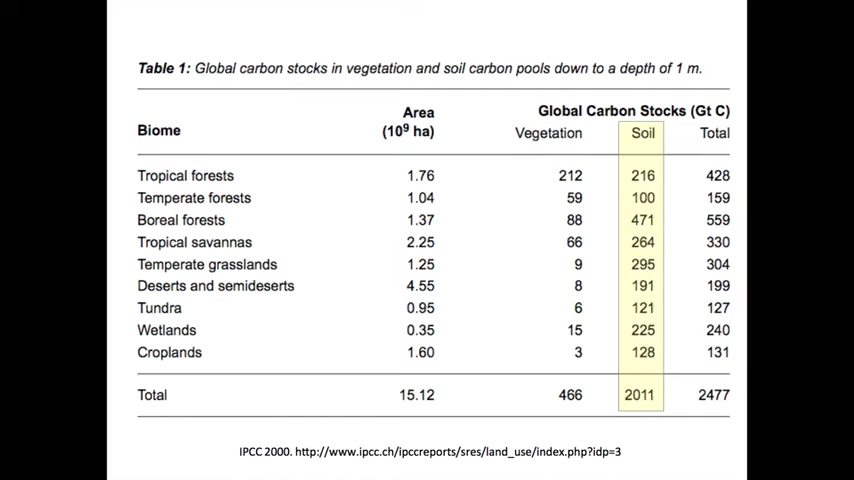 Table 1: Global carbon stocks in vegetation and soil carbon pools down to a depth of 1 m.
Biome Area (10⁹ ha) Global Carbon Stocks (Gt C)
Vegetation Soil Total
Tropical forests 1.76 212 216 428
Temperate forests 1.04 59 100 159
Boreal forests 1.37 88 471 559
Tropical savannas 2.25 66 264 330
Temperate grasslands 1.25 9 295 304
Deserts and semideserts 4.55 8 191 199
Tundra 0.95 6 121 127
Wetlands 0.35 15 225 240
Croplands 1.60 3 128 131
Total 15.12 466 2011 2477
IPCC 2000. http://www.ipcc.ch/ipccreports/sres/land_use/index.php?idp=3